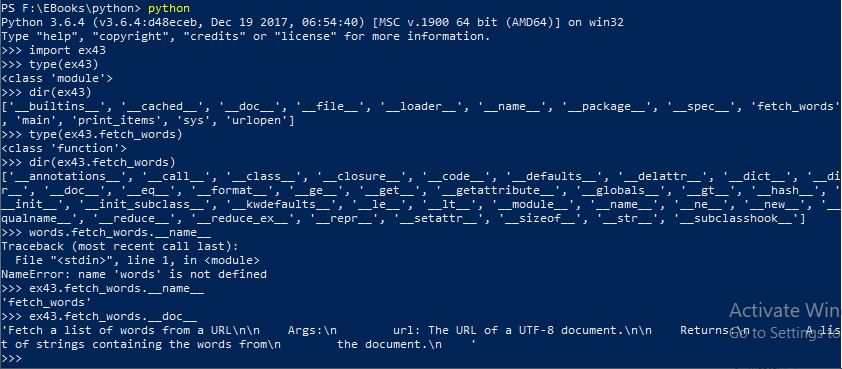 PS F:\EBooks\python> python
Python 3.6.4 (v3.6.4:d48eceb, Dec 19 2017, 06:54:40) [MSC v.1900 64 bit (AMD64)] on win32
Type "help", "copyright", "credits" or "license" for more information.
>>> import ex43
>>> type(ex43)
<class 'module'>
>>> dir(ex43)
['__builtins__', '__cached__', '__doc__', '__file__', '__loader__', '__name__', '__package__', '__spec__', 'fetch_words'
, 'main', 'print_items', 'sys', 'urlopen']
>>> type(ex43.fetch_words)
<class 'function'>
>>> dir(ex43.fetch_words)
['__annotations__', '__call__', '__class__', '__closure__', '__code__', '__defaults__', '__delattr__', '__dict__', '__di
r__', '__doc__', '__eq__', '__format__', '__ge__', '__get__', '__getattribute__', '__globals__', '__gt__', '__hash__', '
__init__', '__init_subclass__', '__kwdefaults__', '__le__', '__lt__', '__module__', '__name__', '__ne__', '__new__', '__
qualname__', '__reduce__', '__reduce_ex__', '__repr__', '__setattr__', '__sizeof__', '__str__', '__subclasshook__']
>>> words.fetch_words.__name__
Traceback (most recent call last):
  File "<stdin>", line 1, in <module>
NameError: name 'words' is not defined
>>> ex43.fetch_words.__name__
'fetch_words'
>>> ex43.fetch_words.__doc__
'Fetch a list of words from a URL\n\n    Args:\n        url: The URL of a UTF-8 document.\n\n    Returns:\n        A lis
t of strings containing the words from\n        the document.\n    '
>>>
Activate Win
Go to Settings to